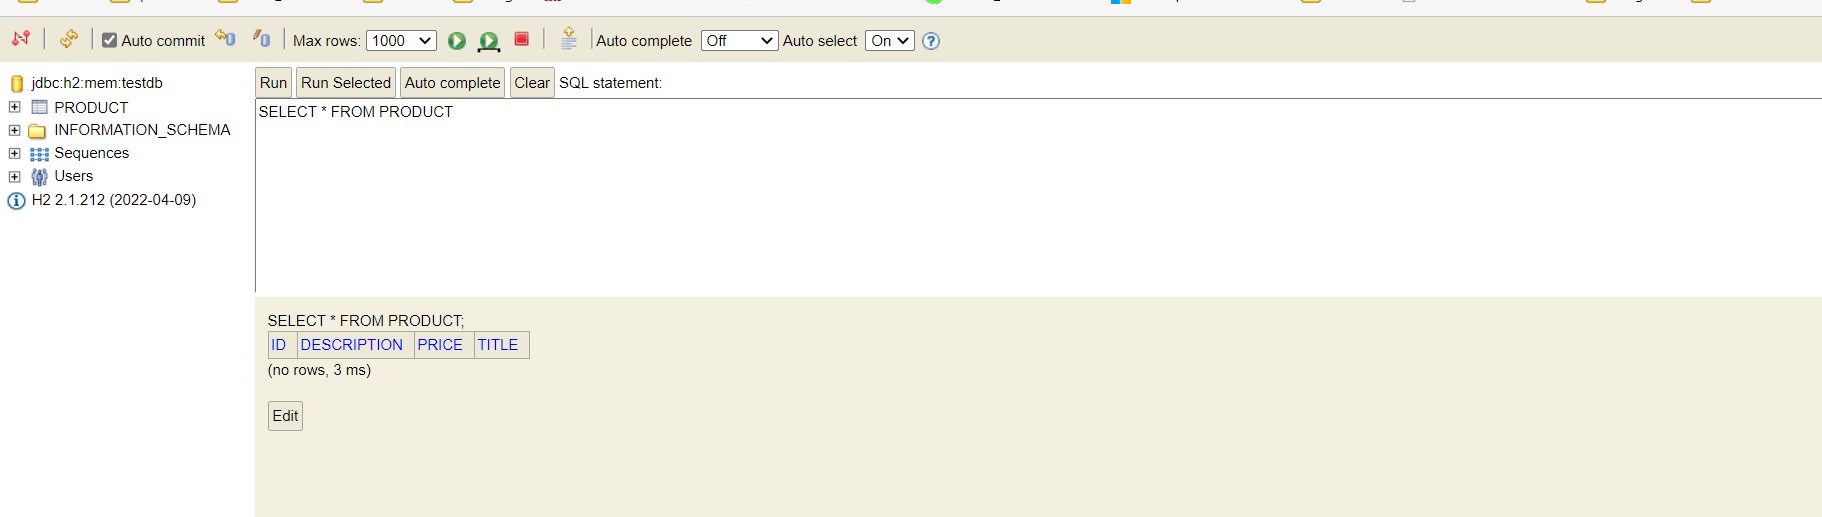 Auto commit Max rows: 1000 Auto complete Off Auto select On ?
jdbc:h2:mem:testdb
PRODUCT
INFORMATION_SCHEMA
Sequences
Users
H2 2.1.212 (2022-04-09)
Run Run Selected Auto complete Clear SQL statement:
SELECT * FROM PRODUCT
SELECT * FROM PRODUCT;
ID DESCRIPTION PRICE TITLE
(no rows, 3 ms)
Edit